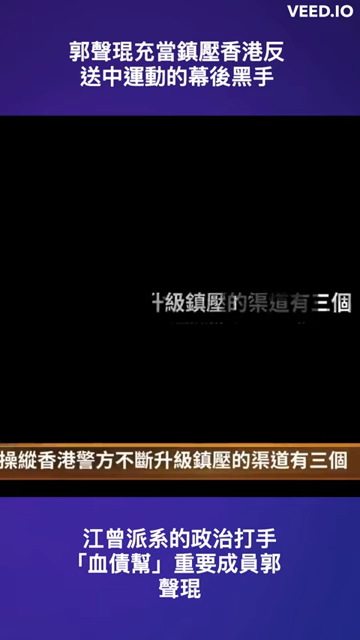 VEED.IO
郭聲琨充當鎮壓香港反
送中運動的幕後黑手
升級鎮壓的渠道有三個
操縱香港警方不斷升級鎮壓的渠道有三個
江曾派系的政治打手
「血債幫」重要成員郭
聲琨